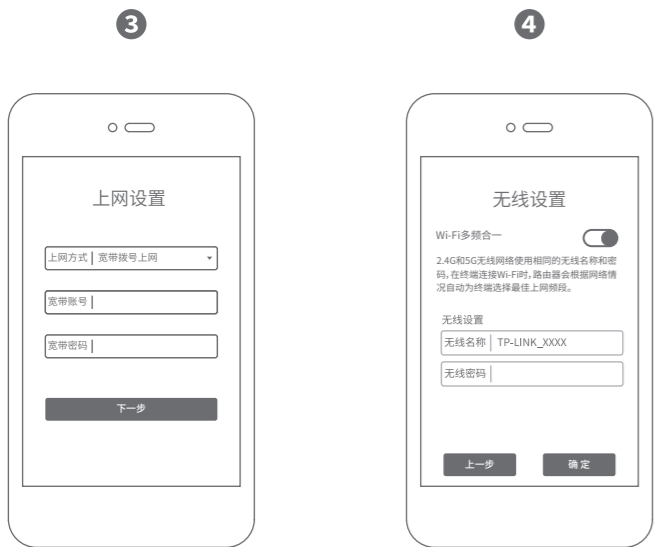 3
4
上网设置
上网方式 宽带拨号上网
宽带账号
宽带密码
下一步
无线设置
Wi-Fi多频合一
2.4G和5G无线网络使用相同的无线名称和密
码，在终端连接Wi-Fi时，路由器会根据网络情
况自动为终端选择最佳上网频段。
无线设置
无线名称 TP-LINK_XXXX
无线密码
上一步 确定